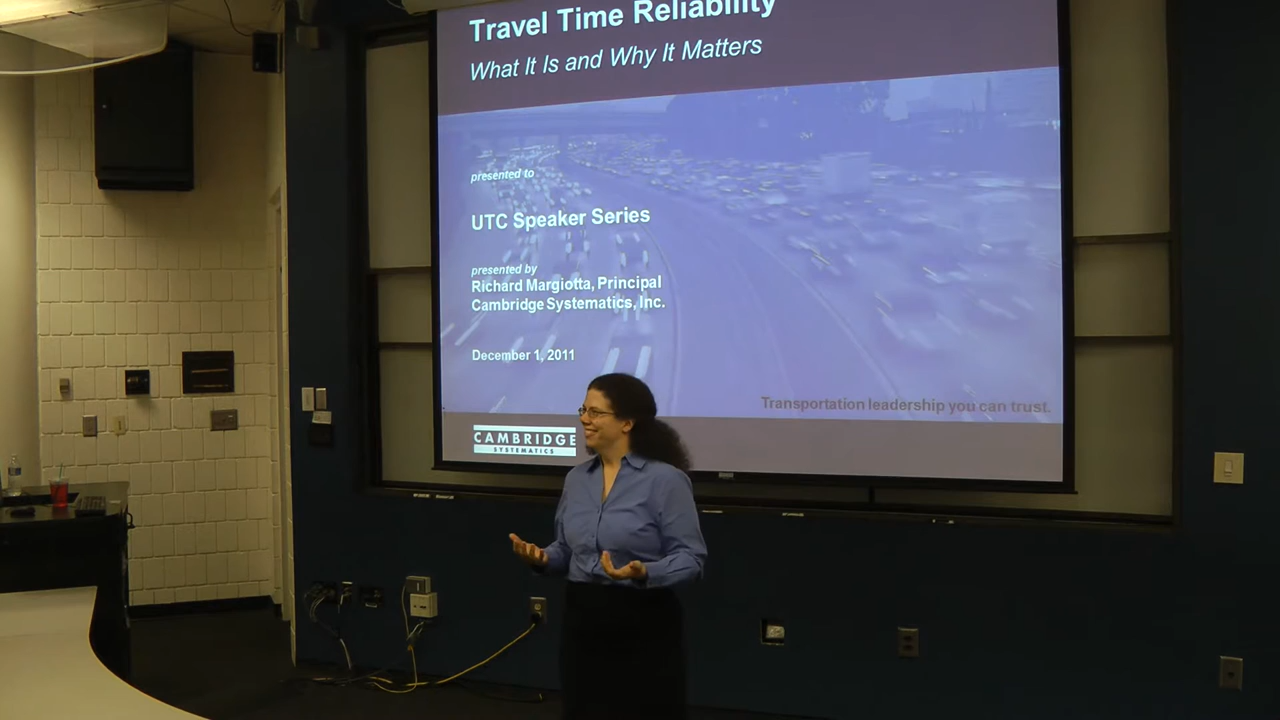 Travel Time Reliability
What It Is and Why It Matters
presented to
UTC Speaker Series
presented by
Richard Margiotta, Principal
Cambridge Systematics, Inc.
December 1, 2011
Transportation leadership you can trust.
CAMBRIDGE
SYSTEMATICS